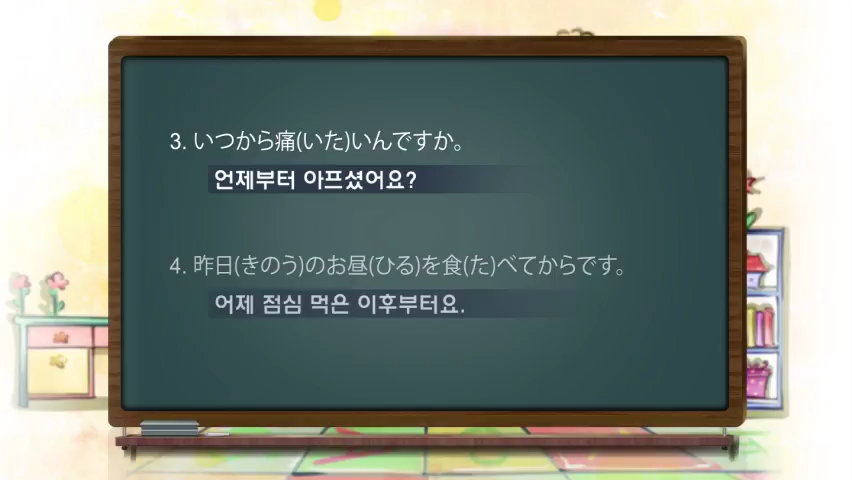 3. いつから痛(いた)いんですか。
언제부터 아프셨어요?
4. 昨日(きのう)のお昼(ひる)を食(た)べてからです。
어제 점심 먹은 이후부터요.